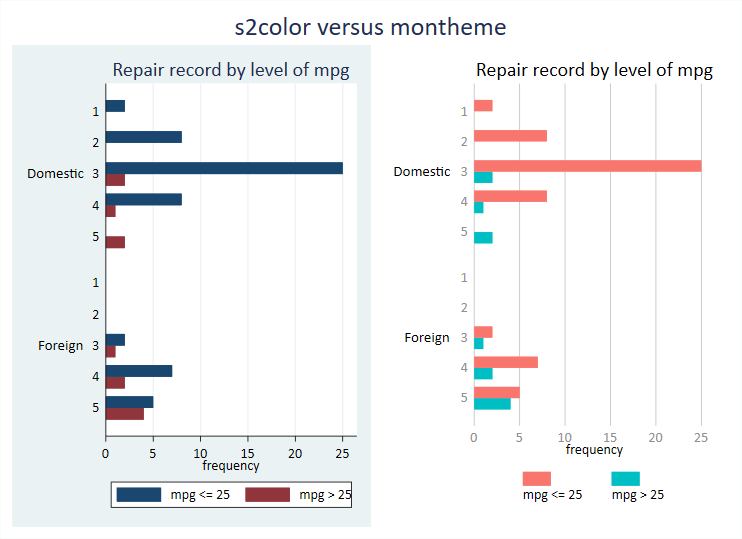 s2color versus montheme
Repair record by level of mpg
1
2
Domestic 3
4
5
1
2
Foreign 3
4
5
0 5 10 15 20 25
frequency
mpg <= 25 mpg > 25
Repair record by level of mpg
1
2
Domestic 3
4
5
1
2
Foreign 3
4
5
0 5 10 15 20 25
frequency
mpg <= 25 mpg > 25